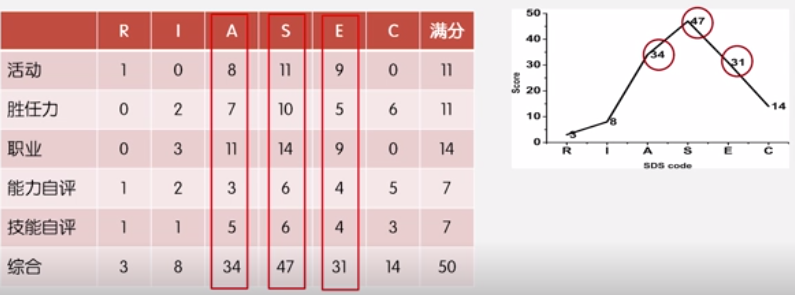 R I A S E C 满分
活动 1 0 8 11 9 0 11
胜任力 0 2 7 10 5 6 11
职业 0 3 11 14 9 0 14
能力自评 1 2 3 6 4 5 7
技能自评 1 1 5 6 4 3 7
综合 3 8 34 47 31 14 50
50
40
30
20
10
0
Score
3
8
34
47
31
14
R I A S E C
SDS code